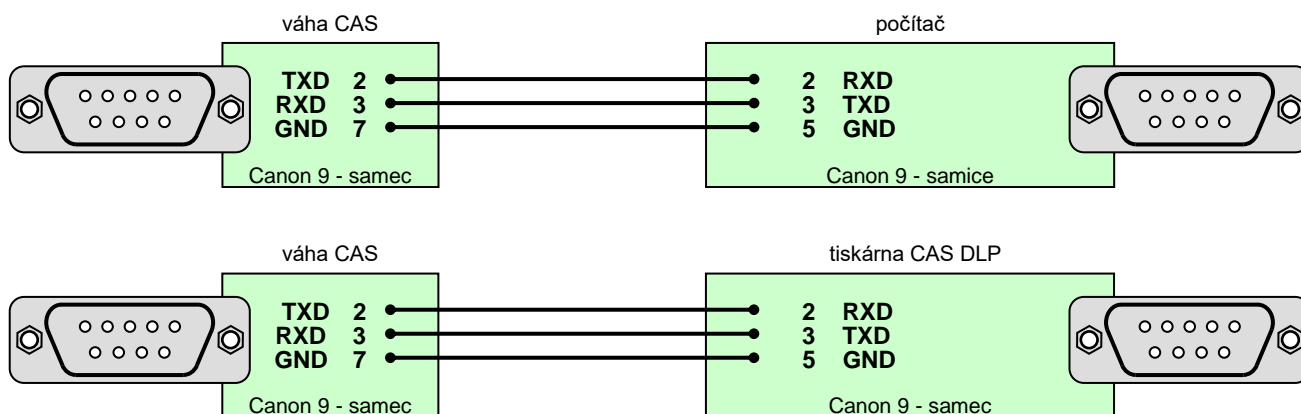 váha CAS
počítač
TXD 2 2 RXD
RXD 3 3 TXD
GND 7 5 GND
Canon 9 - samec Canon 9 - samice
váha CAS
tiskárna CAS DLP
TXD 2 2 RXD
RXD 3 3 TXD
GND 7 5 GND
Canon 9 - samec Canon 9 - samec